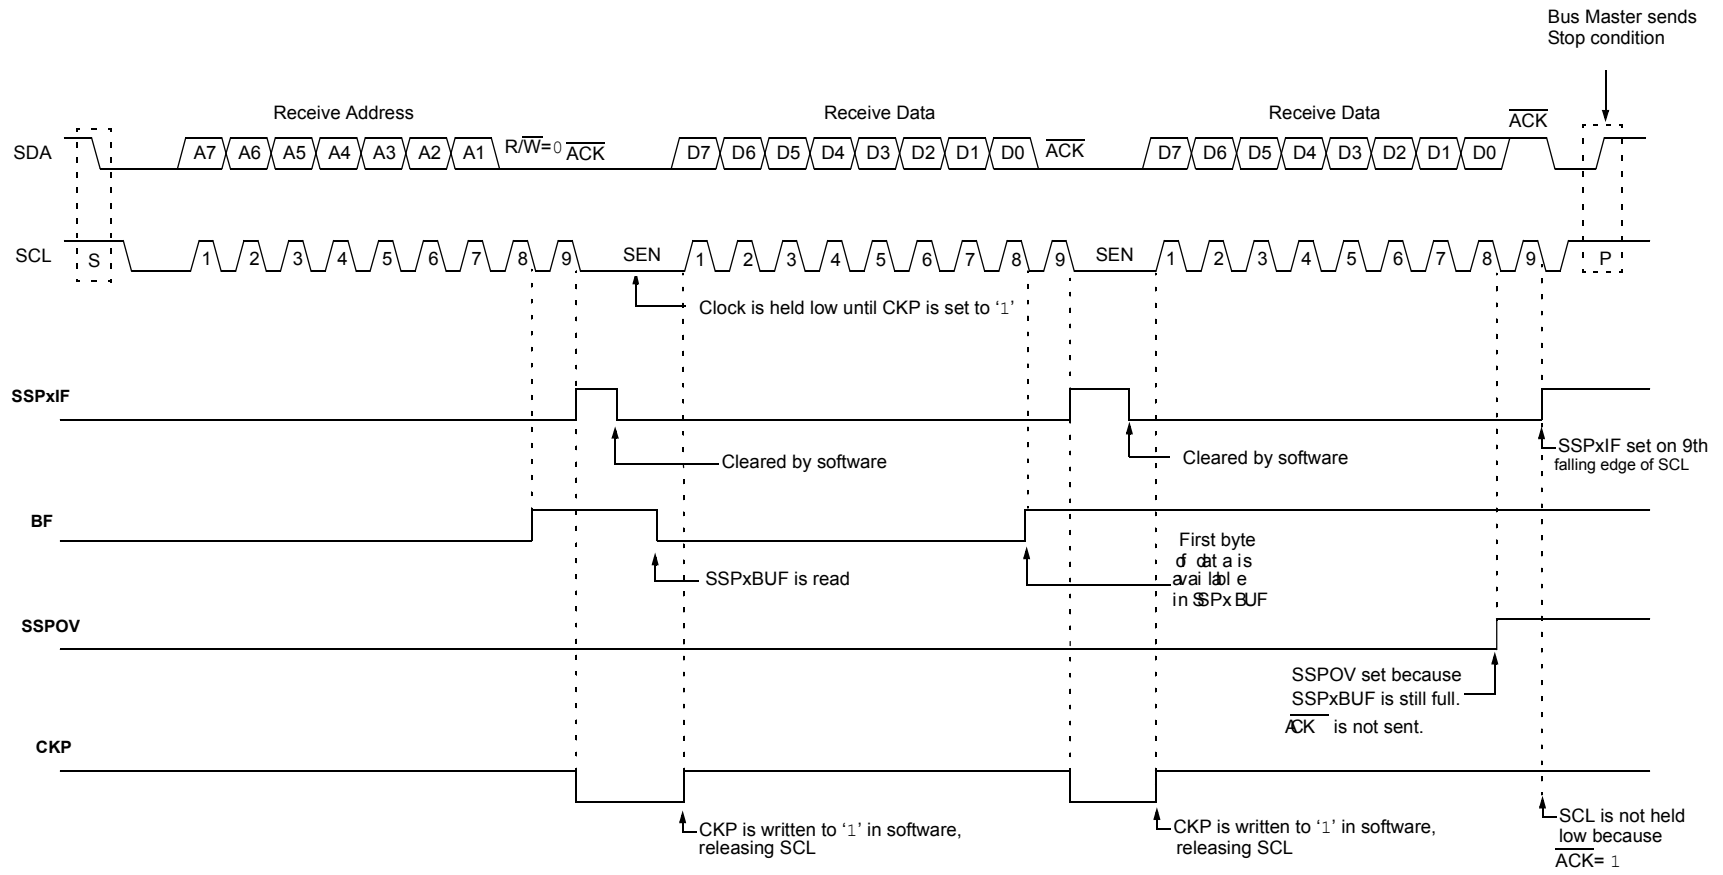 Bus Master sends
Stop condition
Receive Address
Receive Data
Receive Data
ACK
SDA
A7 A6 A5 A4 A3 A2 A1 R/W=0 ACK
D7 D6 D5 D4 D3 D2 D1 D0 ACK
D7 D6 D5 D4 D3 D2 D1 D0
SCL
S
1 2 3 4 5 6 7 8 9 SEN
1 2 3 4 5 6 7 8 9 SEN
1 2 3 4 5 6 7 8 9
P
Clock is held low until CKP is set to ‘1’
SSPxIF
Cleared by software
Cleared by software
SSPxIF set on 9th
falling edge of SCL
BF
SSPxBUF is read
First byte
of data is
available
in SSPxBUF
SSPOV
SSPOV set because
SSPxBUF is still full.
ACK is not sent.
CKP
CKP is written to ‘1’ in software,
releasing SCL
CKP is written to ‘1’ in software,
releasing SCL
SCL is not held
low because
ACK= 1